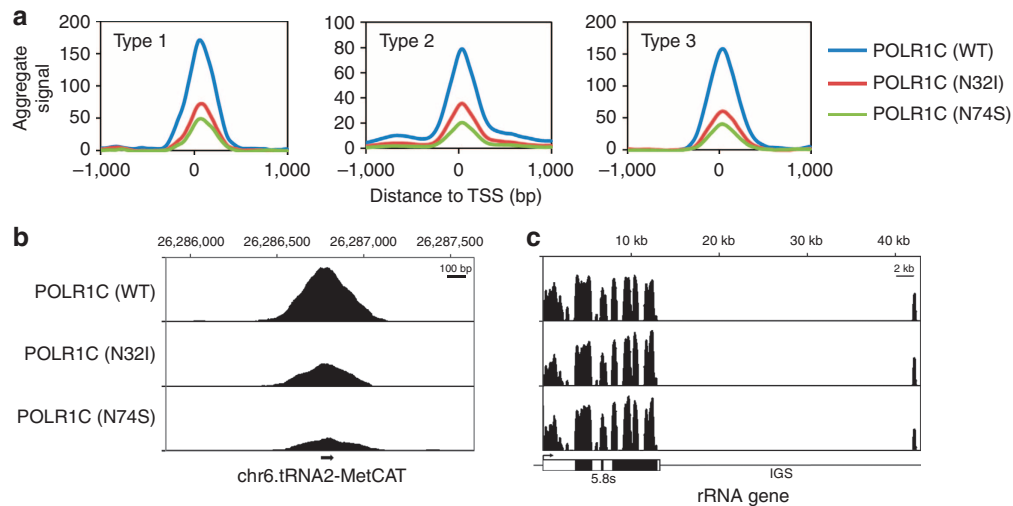 a
Aggregate signal
200
150
100
50
0
Type 1
−1,000 0 1,000
100
80
60
40
20
0
Type 2
−1,000 0 1,000
200
150
100
50
0
Type 3
−1,000 0 1,000
Distance to TSS (bp)
POLR1C (WT)
POLR1C (N32I)
POLR1C (N74S)
b
26,286,000 26,286,500 26,287,000 26,287,500
100 bp
POLR1C (WT)
POLR1C (N32I)
POLR1C (N74S)
chr6.tRNA2-MetCAT
c
10 kb 20 kb 30 kb 40 kb
2 kb
5.8s
IGS
rRNA gene